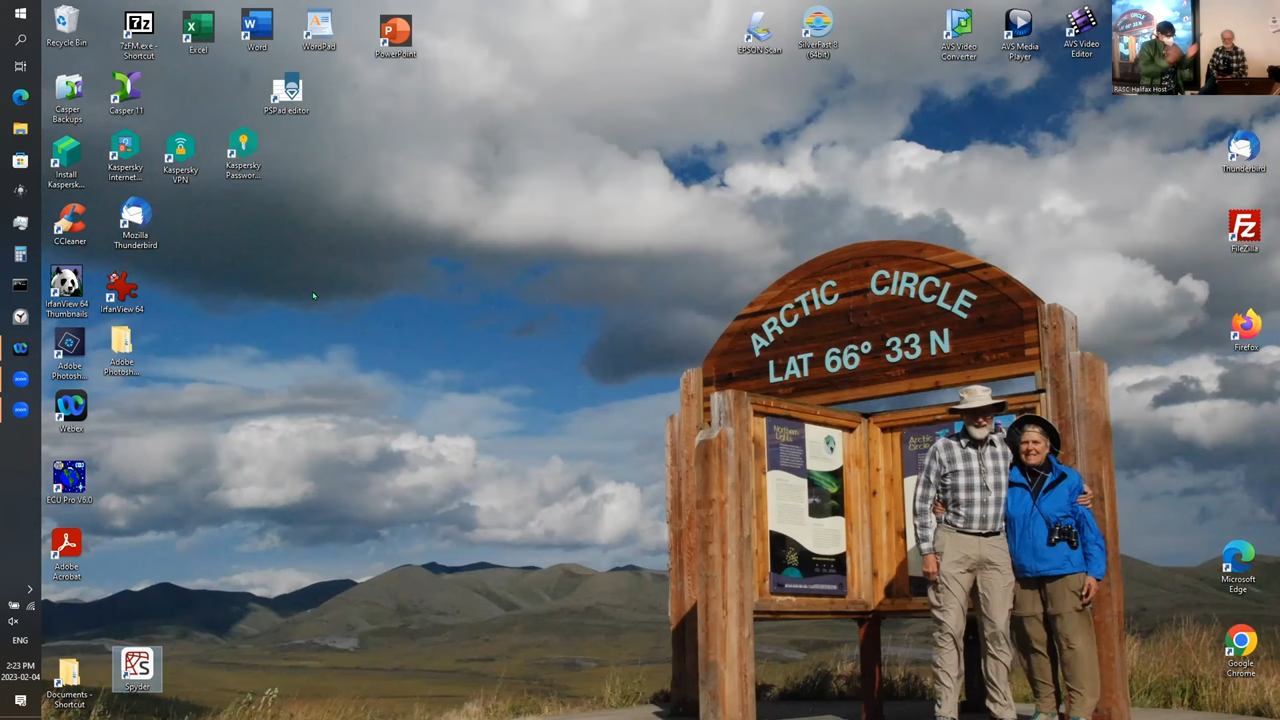 Recycle Bin
7zFM.exe - Shortcut
Excel
Word
WordPad
PowerPoint
EPSON Scan
SilverFast 8 (64bit)
AVS Video Converter
AVS Media Player
AVS Video Editor
RASC Halifax Host
Casper Backups
Casper 11
PSPad editor
Install Kaspersk...
Kaspersky Internet...
Kaspersky VPN
Kaspersky Passwor...
Thunderbird
CCleaner
Mozilla Thunderbird
FileZilla
IrfanView 64 Thumbnails
IrfanView 64
ARCTIC CIRCLE
LAT 66° 33 N
Firefox
Adobe Photosh...
Adobe Photosh...
Webex
zoom
zoom
Northern Lights
Arctic Circle
ECU Pro V6.0
Adobe Acrobat
Microsoft Edge
ENG
2:23 PM
2023-02-04
Documents - Shortcut
Spyder
Google Chrome